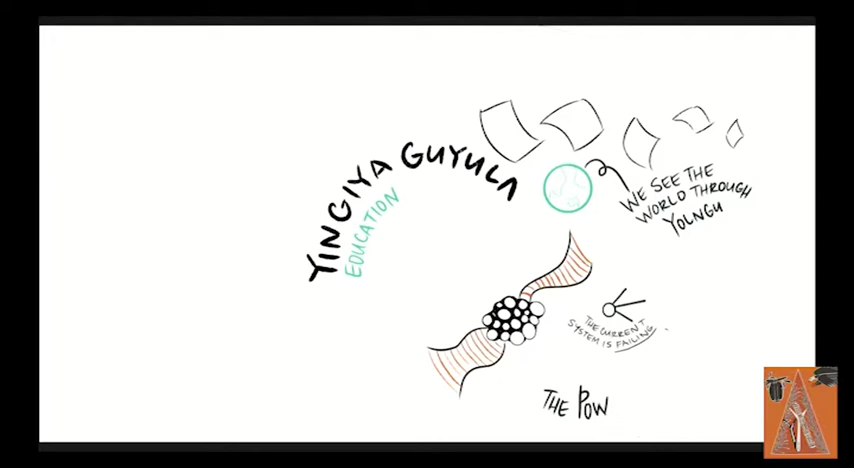 YINGIYA GUYULA
EDUCATION
WE SEE THE
WORLD THROUGH
YOLNGU
THE CURRENT
SYSTEM IS FAILING
THE POW